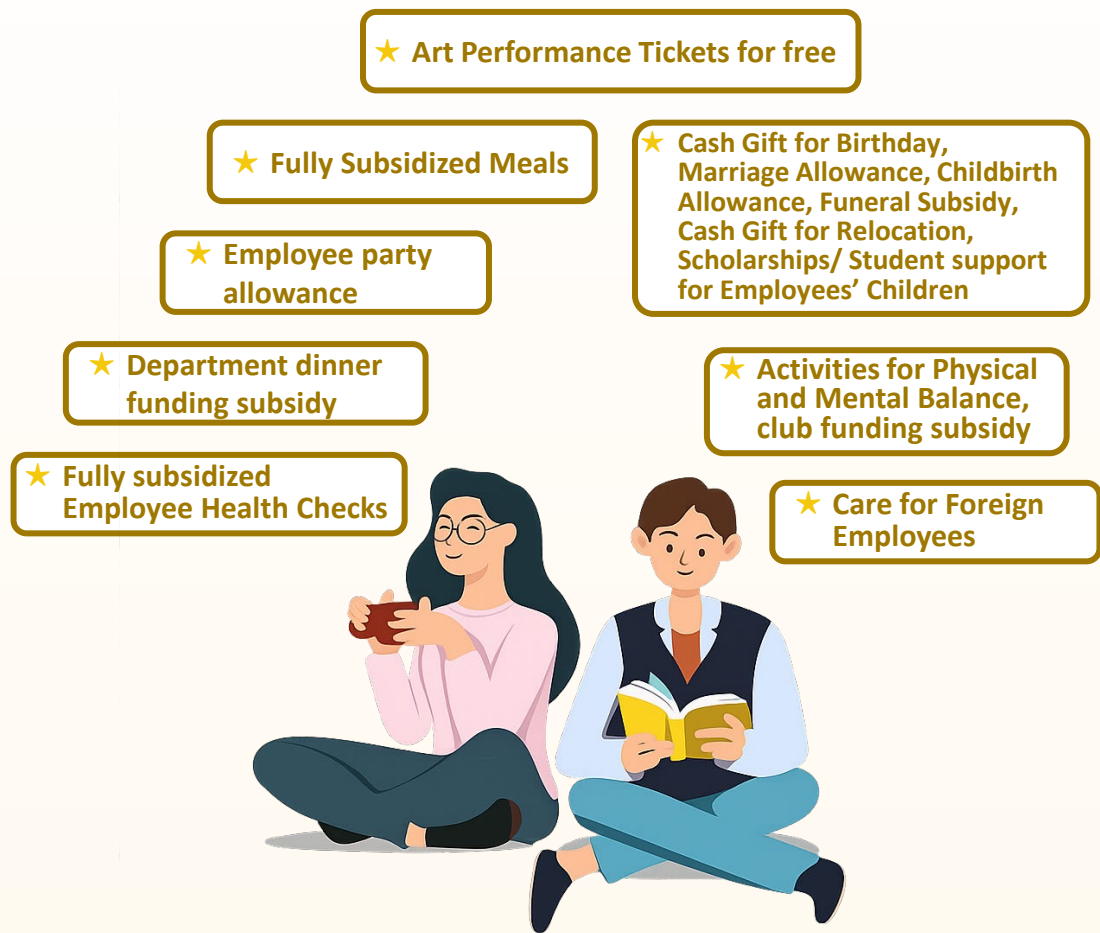 ★ Art Performance Tickets for free
★ Fully Subsidized Meals
★ Cash Gift for Birthday,
Marriage Allowance, Childbirth
Allowance, Funeral Subsidy,
Cash Gift for Relocation,
Scholarships/ Student support
for Employees’ Children
★ Employee party
allowance
★ Department dinner
funding subsidy
★ Activities for Physical
and Mental Balance,
club funding subsidy
★ Fully subsidized
Employee Health Checks
★ Care for Foreign
Employees